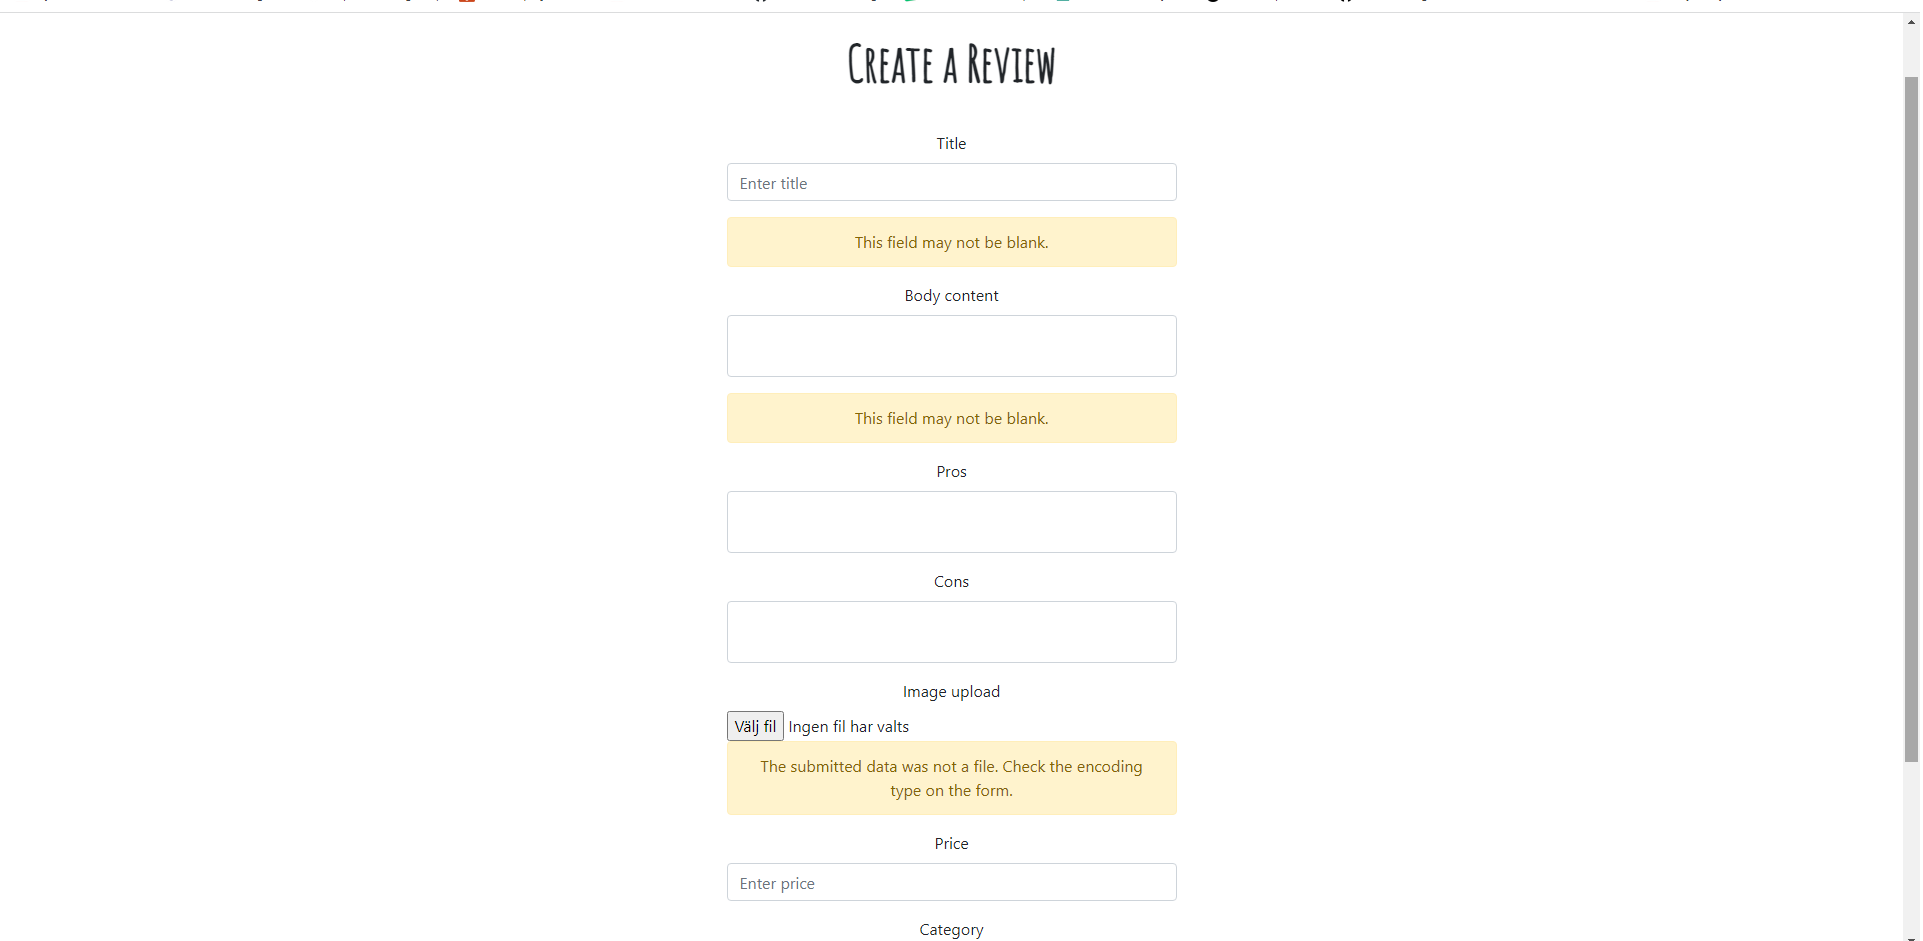 Create a Review
Title
Enter title
This field may not be blank.
Body content
This field may not be blank.
Pros
Cons
Image upload
Välj fil Ingen fil har valts
The submitted data was not a file. Check the encoding
type on the form.
Price
Enter price
Category